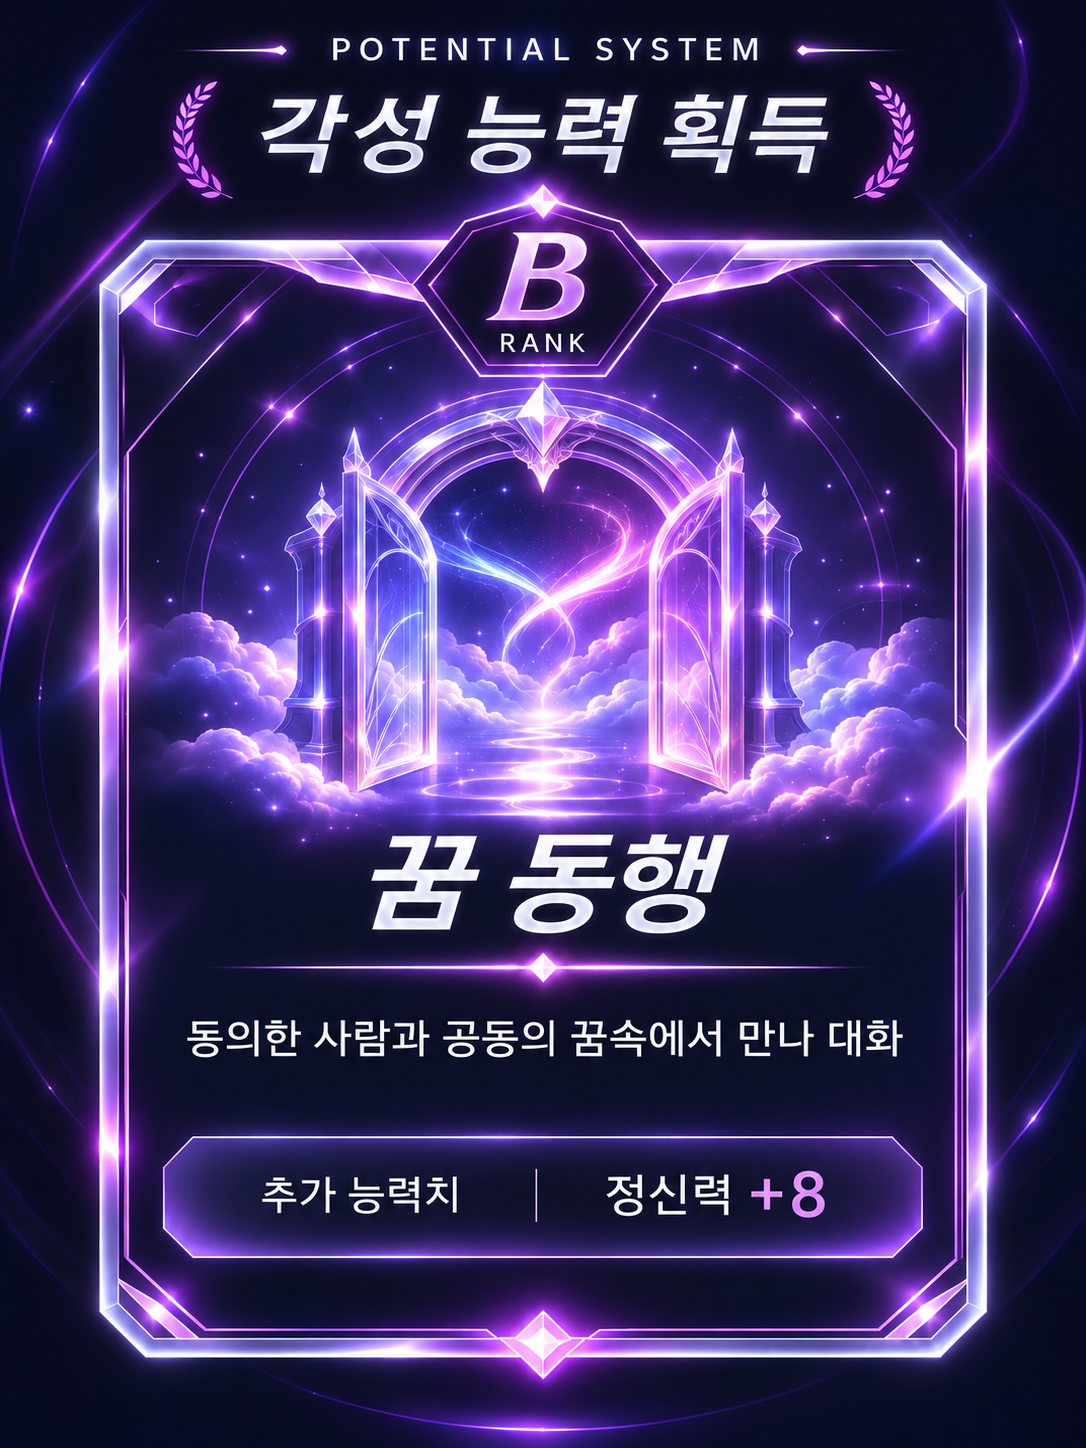 POTENTIAL SYSTEM
각성 능력 획득
B
RANK
꿈 동행
동의한 사람과 공동의 꿈속에서 만나 대화
추가 능력치 정신력 +8